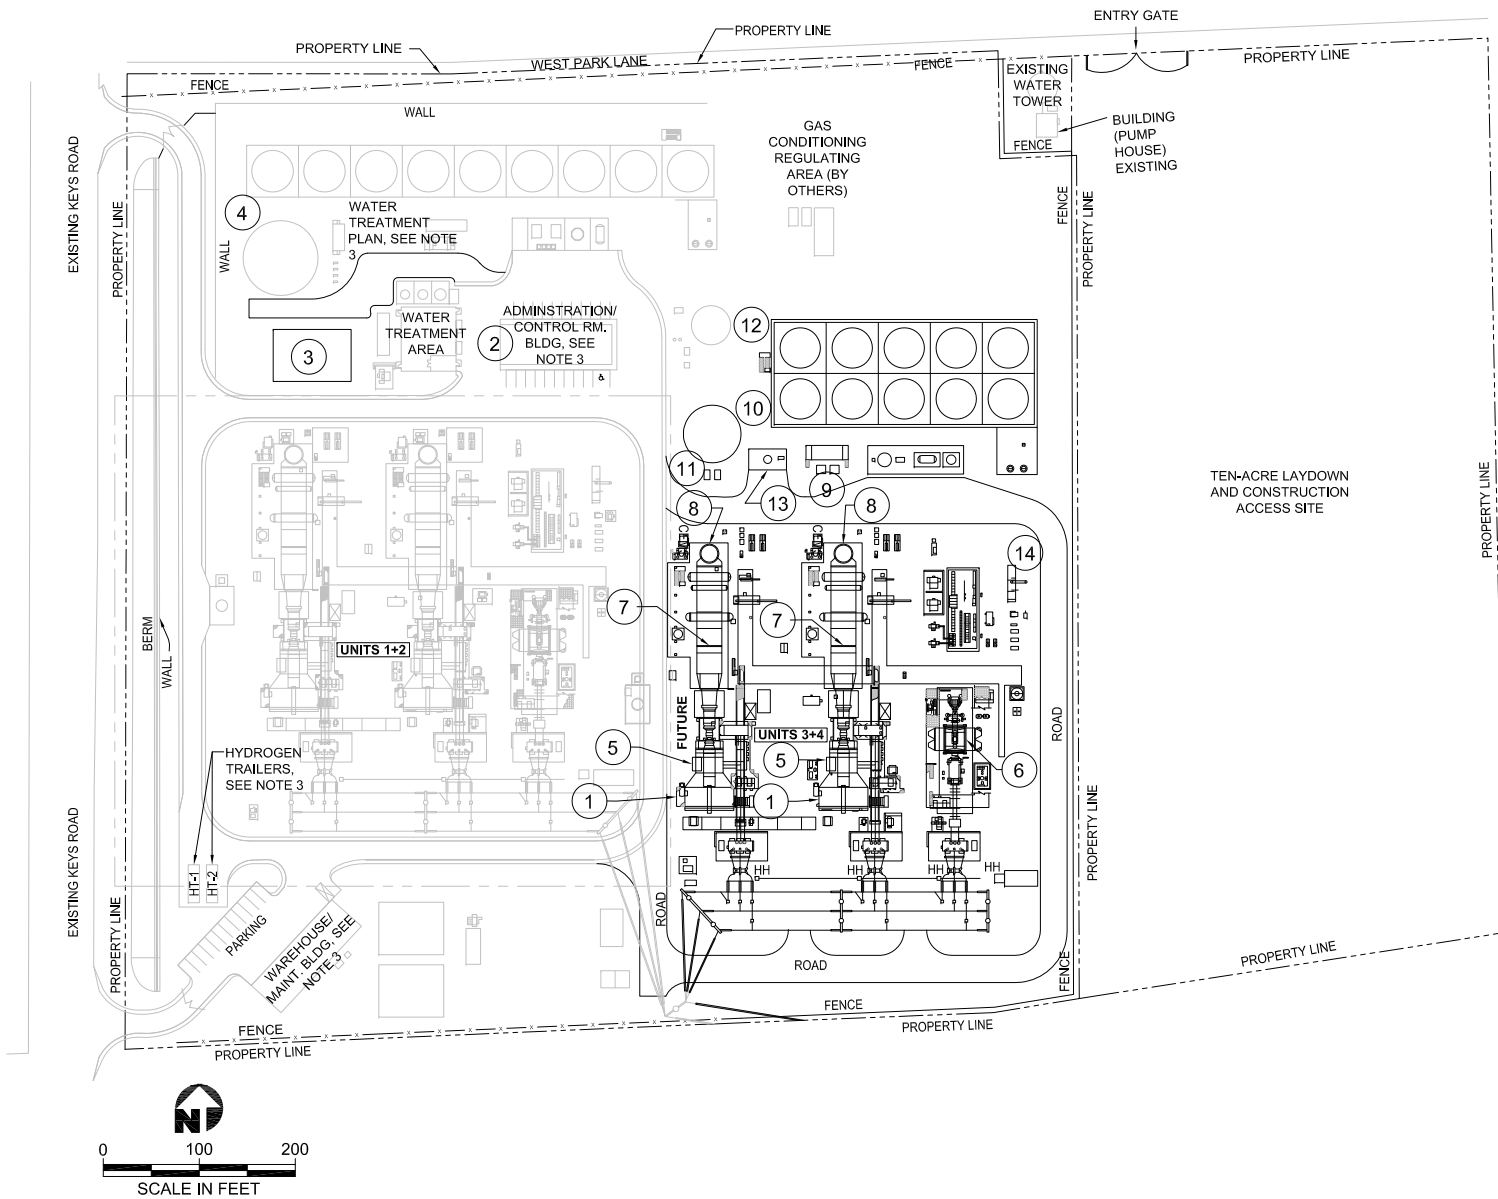 ENTRY GATE
PROPERTY LINE
PROPERTY LINE
WEST PARK LANE
FENCE
PROPERTY LINE
FENCE
EXISTING
WATER
TOWER
WALL
BUILDING
(PUMP
HOUSE)
EXISTING
FENCE
GAS
CONDITIONING
REGULATING
AREA (BY
OTHERS)
EXISTING KEYS ROAD
PROPERTY LINE
WALL
4
WATER
TREATMENT
PLAN, SEE NOTE
3
FENCE
PROPERTY LINE
3
WATER
TREATMENT
AREA
2
ADMINSTRATION/
CONTROL RM.
BLDG, SEE
NOTE 3
12
10
11
13
9
8
8
14
TEN-ACRE LAYDOWN
AND CONSTRUCTION
ACCESS SITE
PROPERTY LINE
BERM
WALL
UNITS 1+2
7
7
FUTURE
UNITS 3+4
5
5
6
1
1
ROAD
HYDROGEN
TRAILERS,
SEE NOTE 3
EXISTING KEYS ROAD
HT-1
HT-2
PROPERTY LINE
PARKING
WAREHOUSE/
MAINT. BLDG, SEE
NOTE 3
HH
HH
HH
PROPERTY LINE
ROAD
ROAD
FENCE
PROPERTY LINE
FENCE
PROPERTY LINE
FENCE
PROPERTY LINE
N
0 100 200
SCALE IN FEET